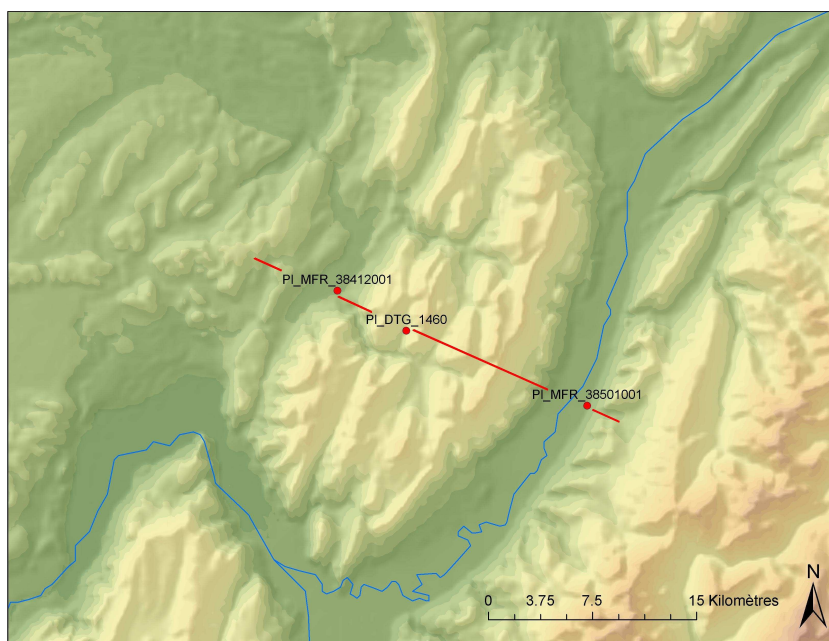 PI_MFR_38412001
PI_DTG_1460
PI_MFR_38501001
N
0 3.75 7.5 15 Kilomètres